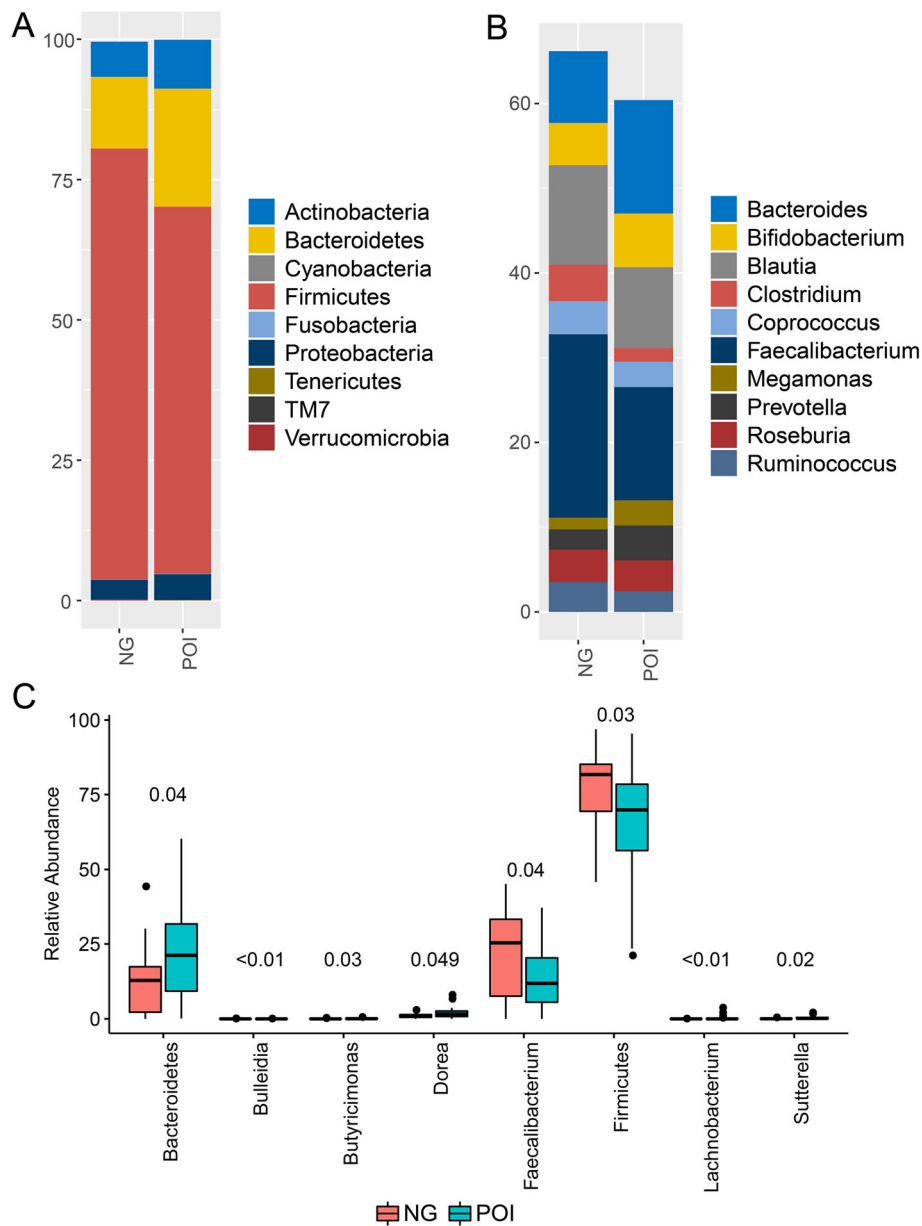 A
100
75
50
25
0
NG
POI
Actinobacteria
Bacteroidetes
Cyanobacteria
Firmicutes
Fusobacteria
Proteobacteria
Tenericutes
TM7
Verrucomicrobia
B
60
40
20
0
NG
POI
Bacteroides
Bifidobacterium
Blautia
Clostridium
Coprococcus
Faecalibacterium
Megamonas
Prevotella
Roseburia
Ruminococcus
C
Relative Abundance
100
75
50
25
0
0.04
<0.01
0.03
0.049
0.04
0.03
<0.01
0.02
Bacteroidetes
Bulleidia
Butyricimonas
Dorea
Faecalibacterium
Firmicutes
Lachnobacterium
Sutterella
NG POI